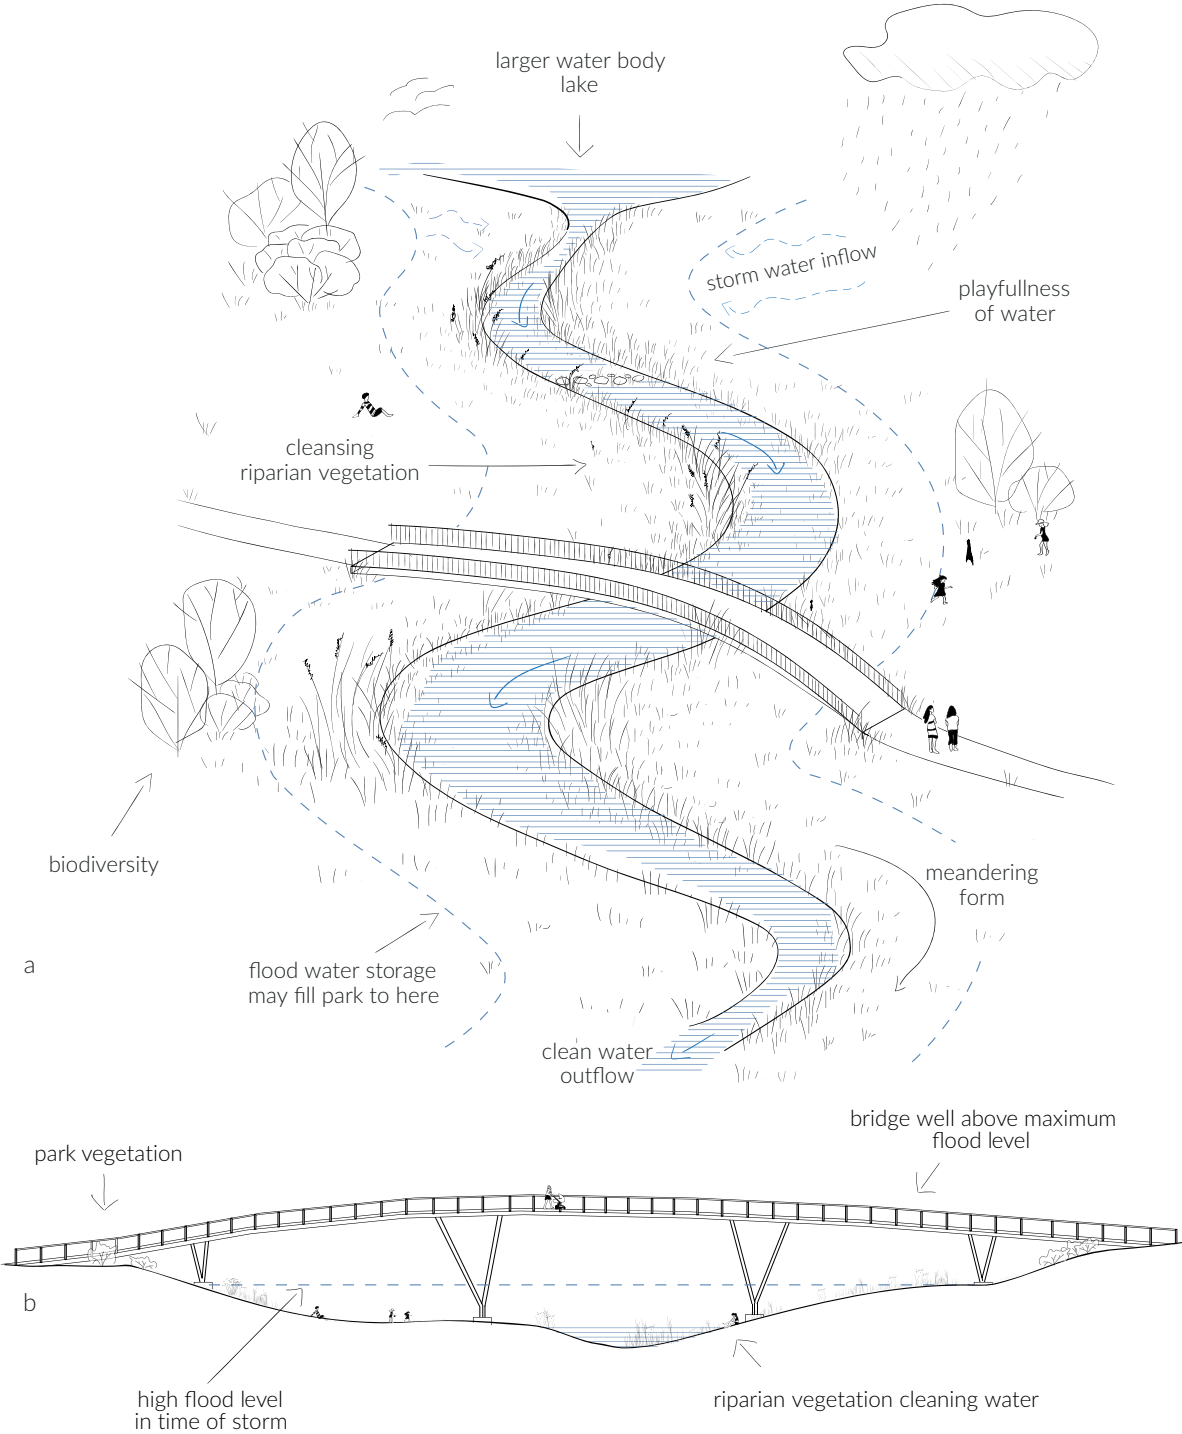 larger water body
lake
storm water inflow
playfullness
of water
cleansing
riparian vegetation
biodiversity
meandering
form
a
flood water storage
may fill park to here
clean water
outflow
bridge well above maximum
flood level
park vegetation
b
high flood level
in time of storm
riparian vegetation cleaning water